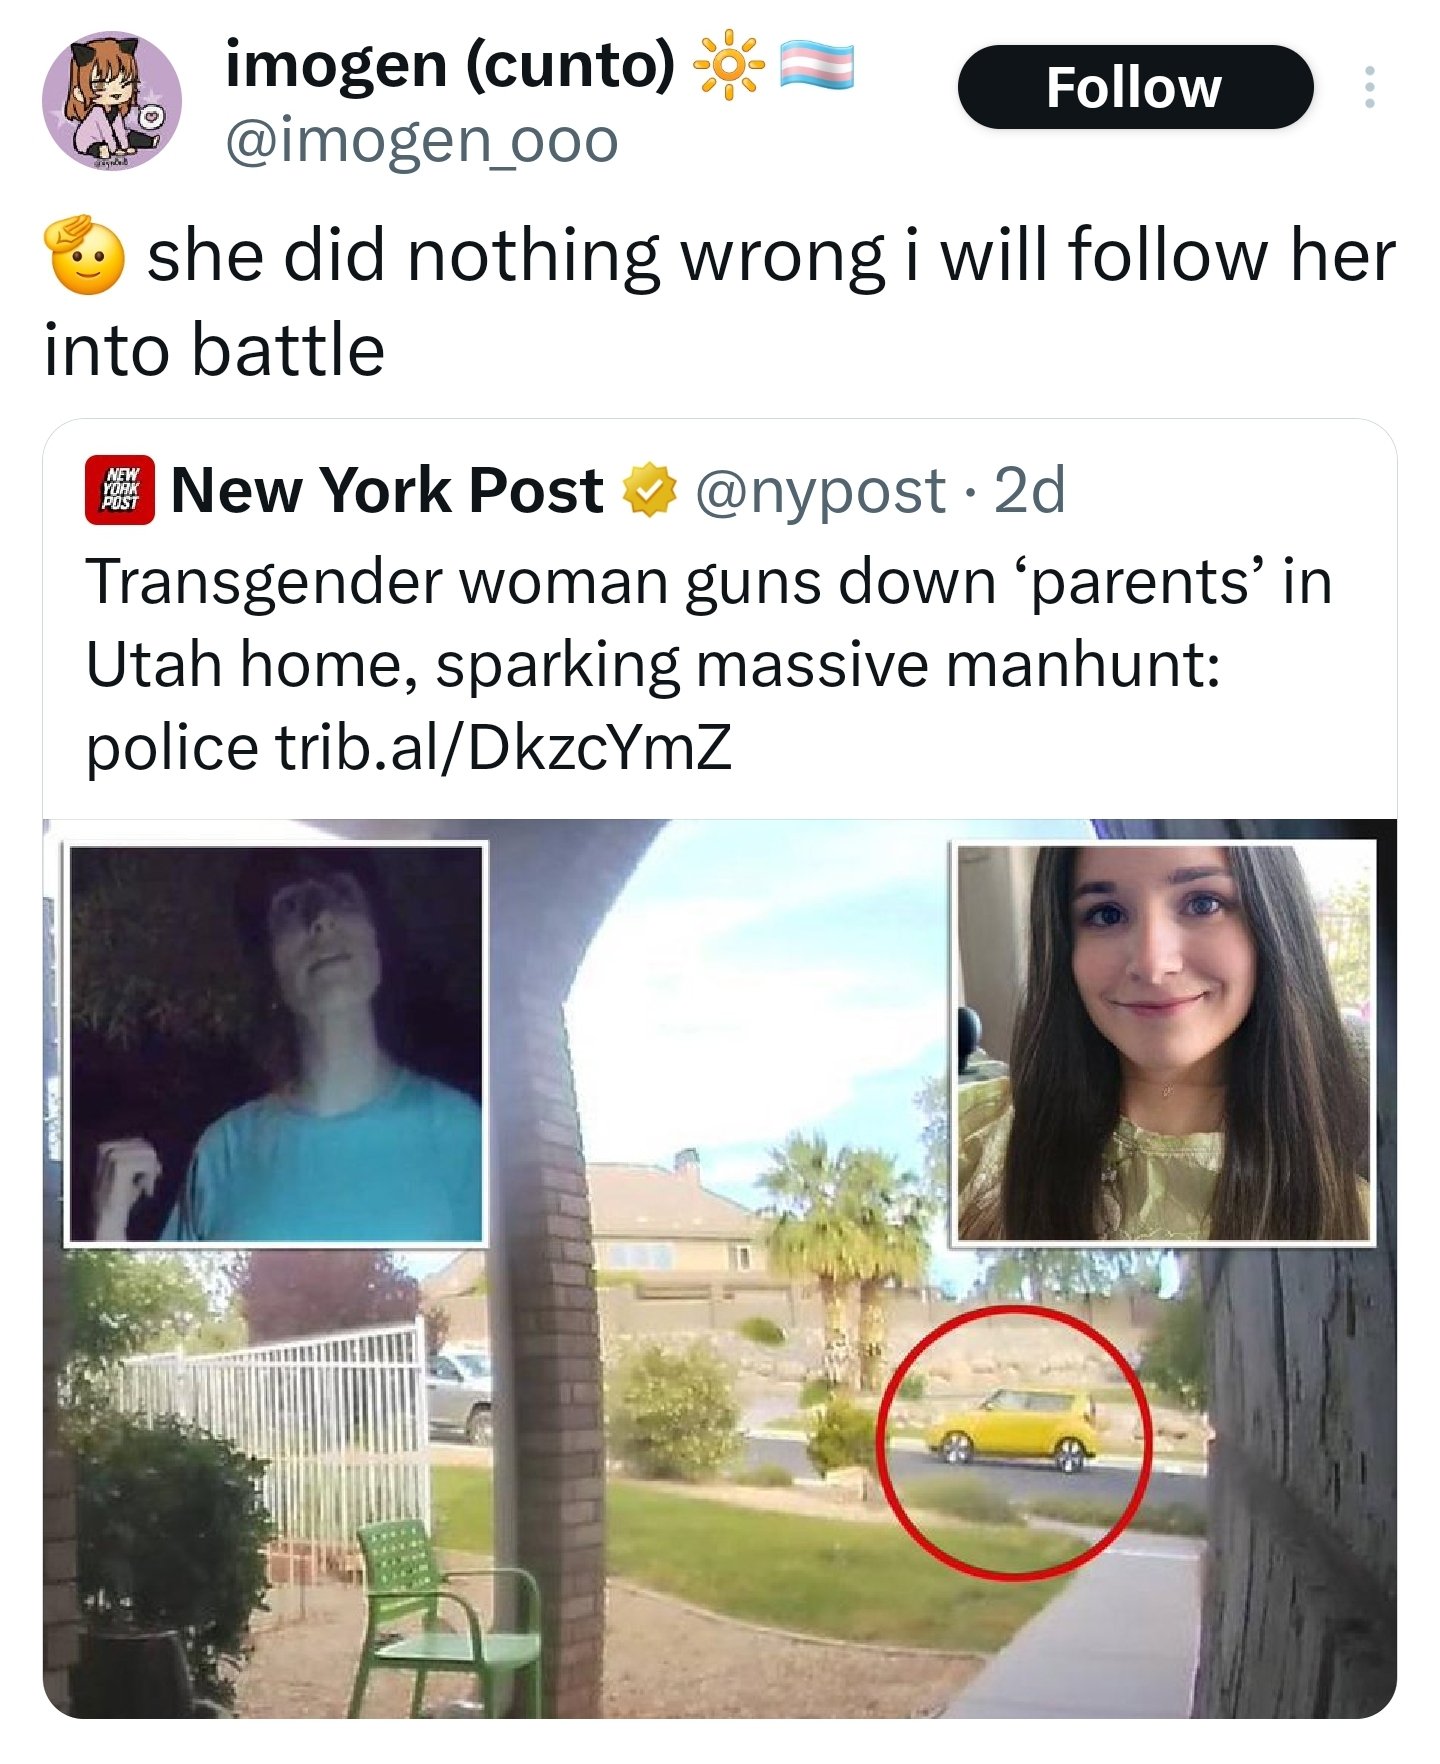 imogen (cunto) 🔆 🏳️‍⚧️
Follow
@imogen_ooo
🫡 she did nothing wrong i will follow her
into battle
NEW
YORK
POST
New York Post @nypost · 2d
Transgender woman guns down ‘parents’ in
Utah home, sparking massive manhunt:
police trib.al/DkzcYmZ